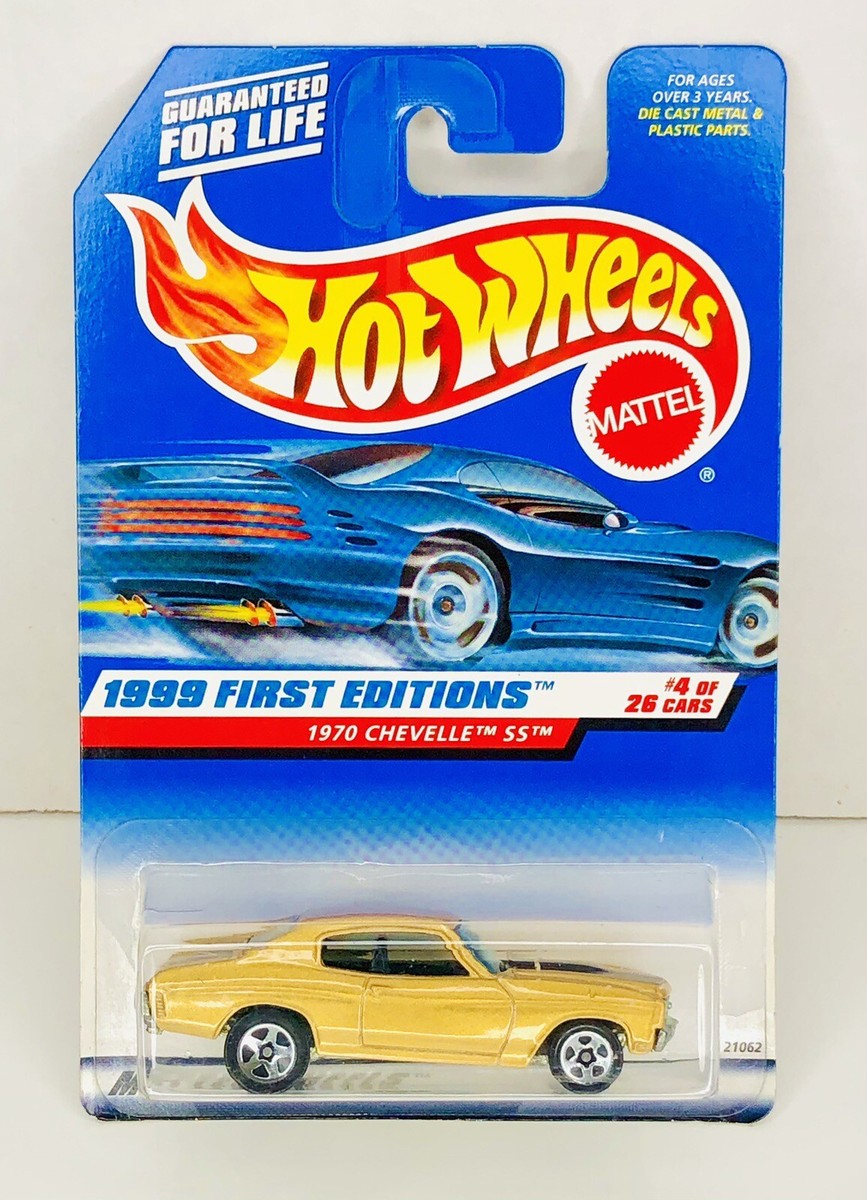 GUARANTEED
FOR LIFE
FOR AGES
OVER 3 YEARS.
DIE CAST METAL &
PLASTIC PARTS.
HOT WHEELS
MATTEL
®
1999 FIRST EDITIONS™
#4 OF
26 CARS
1970 CHEVELLE™ SS™
21062